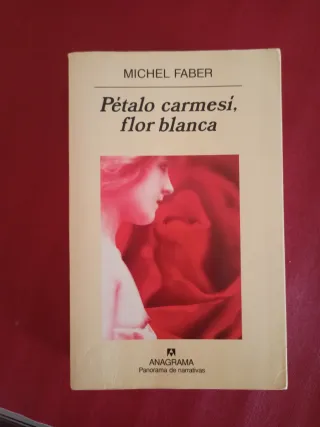 MICHEL FABER
Pétalo carmesí,
flor blanca
ANAGRAMA
Panorama de narrativas